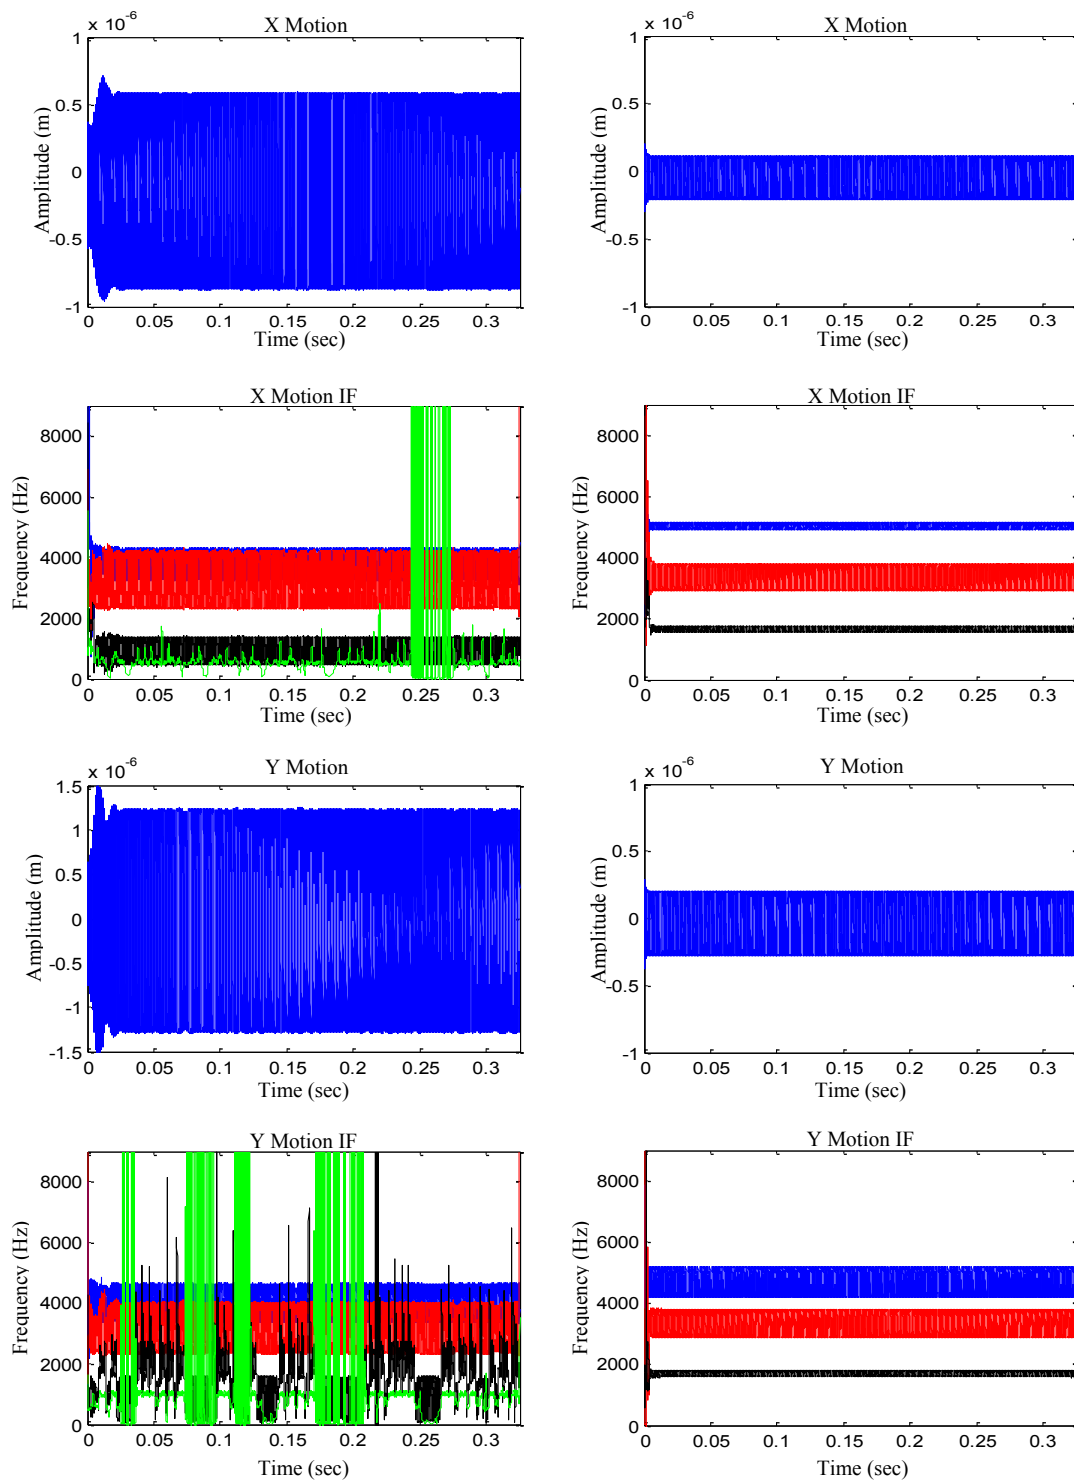 x 10^-6 X Motion
1
0.5
0
-0.5
-1
Amplitude (m)
0 0.05 0.1 0.15 0.2 0.25 0.3
Time (sec)
x 10^-6 X Motion
1
0.5
0
-0.5
-1
Amplitude (m)
0 0.05 0.1 0.15 0.2 0.25 0.3
Time (sec)
X Motion IF
8000
6000
4000
2000
0
Frequency (Hz)
0 0.05 0.1 0.15 0.2 0.25 0.3
Time (sec)
X Motion IF
8000
6000
4000
2000
0
Frequency (Hz)
0 0.05 0.1 0.15 0.2 0.25 0.3
Time (sec)
x 10^-6 Y Motion
1.5
1
0.5
0
-0.5
-1
-1.5
Amplitude (m)
0 0.05 0.1 0.15 0.2 0.25 0.3
Time (sec)
x 10^-6 Y Motion
1
0.5
0
-0.5
-1
Amplitude (m)
0 0.05 0.1 0.15 0.2 0.25 0.3
Time (sec)
Y Motion IF
8000
6000
4000
2000
0
Frequency (Hz)
0 0.05 0.1 0.15 0.2 0.25 0.3
Time (sec)
Y Motion IF
8000
6000
4000
2000
0
Frequency (Hz)
0 0.05 0.1 0.15 0.2 0.25 0.3
Time (sec)